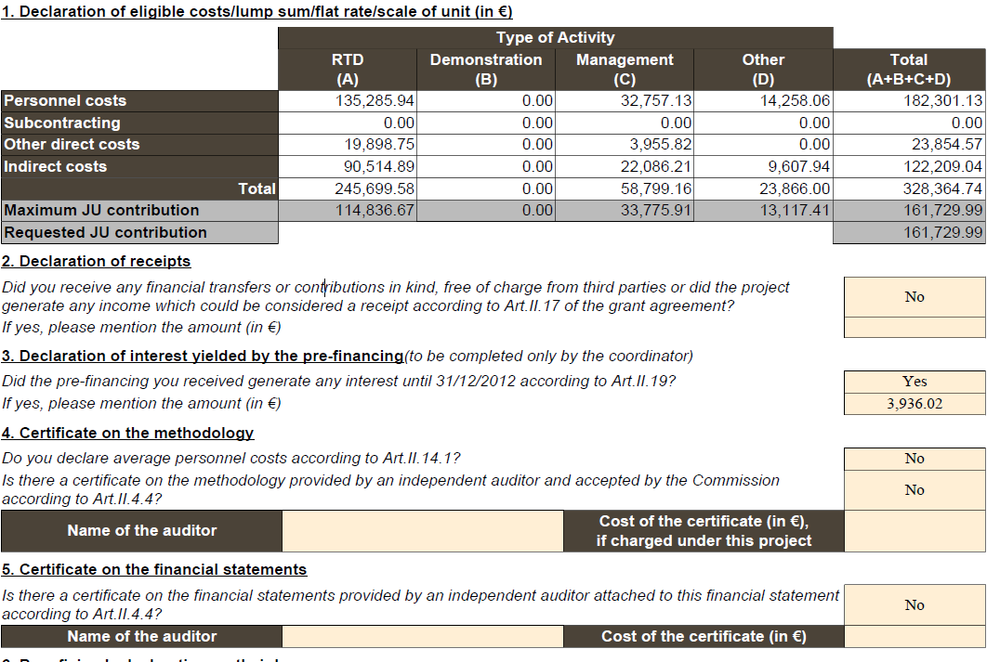 1. Declaration of eligible costs/lump sum/flat rate/scale of unit (in €)
Type of Activity
RTD Demonstration Management Other Total
(A) (B) (C) (D) (A+B+C+D)
Personnel costs 135,285.94 0.00 32,757.13 14,258.06 182,301.13
Subcontracting 0.00 0.00 0.00 0.00 0.00
Other direct costs 19,898.75 0.00 3,955.82 0.00 23,854.57
Indirect costs 90,514.89 0.00 22,086.21 9,607.94 122,209.04
Total 245,699.58 0.00 58,799.16 23,866.00 328,364.74
Maximum JU contribution 114,836.67 0.00 33,775.91 13,117.41 161,729.99
Requested JU contribution 161,729.99
2. Declaration of receipts
Did you receive any financial transfers or contributions in kind, free of charge from third parties or did the project
generate any income which could be considered a receipt according to Art.II.17 of the grant agreement?
No
If yes, please mention the amount (in €)
3. Declaration of interest yielded by the pre-financing(to be completed only by the coordinator)
Did the pre-financing you received generate any interest until 31/12/2012 according to Art.II.19? Yes
If yes, please mention the amount (in €) 3,936.02
4. Certificate on the methodology
Do you declare average personnel costs according to Art.II.14.1? No
Is there a certificate on the methodology provided by an independent auditor and accepted by the Commission
according to Art.II.4.4?
No
Name of the auditor
Cost of the certificate (in €),
if charged under this project
5. Certificate on the financial statements
Is there a certificate on the financial statements provided by an independent auditor attached to this financial statement
according to Art.II.4.4?
No
Name of the auditor Cost of the certificate (in €)